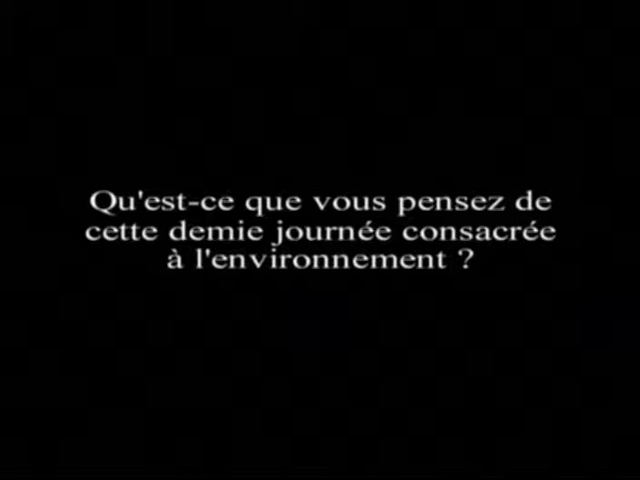 Qu'est-ce que vous pensez de
cette demie journée consacrée
à l'environnement ?